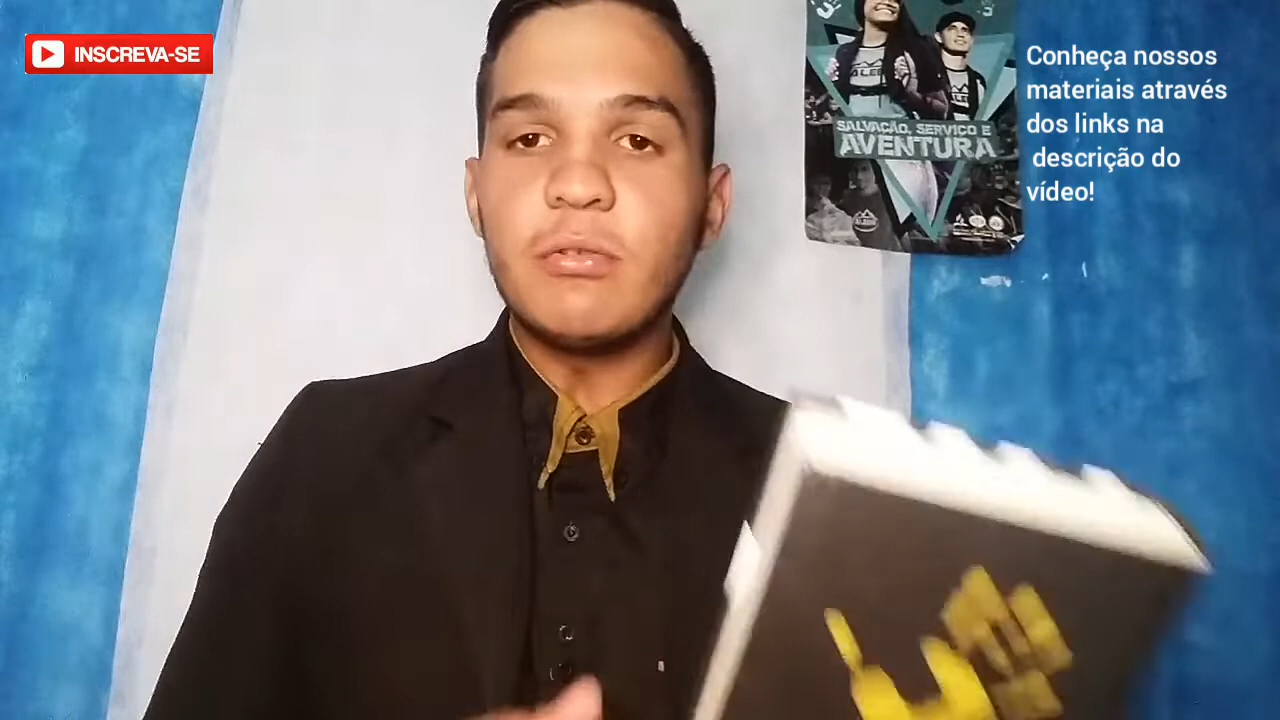 INSCREVA-SE
Conheça nossos
materiais através
dos links na
descrição do
vídeo!
SALVAÇÃO, SERVIÇO E
AVENTURA